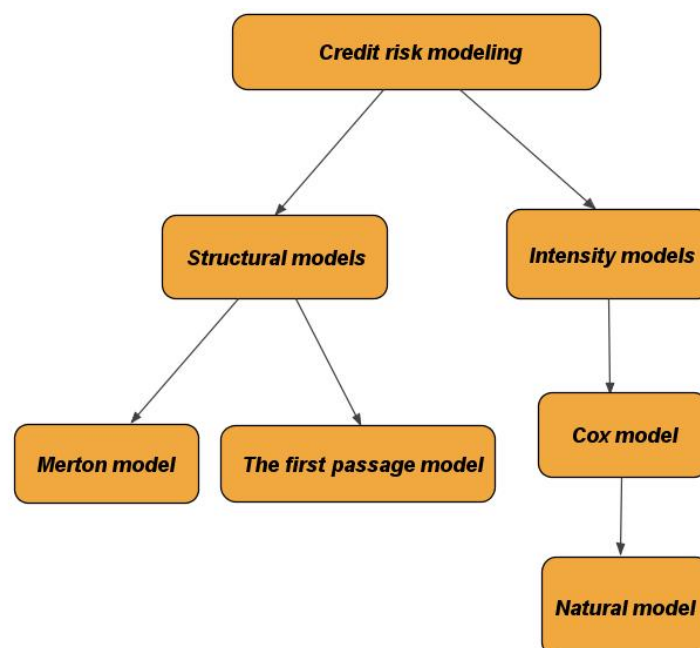 Credit risk modeling
Structural models
Intensity models
Merton model
The first passage model
Cox model
Natural model